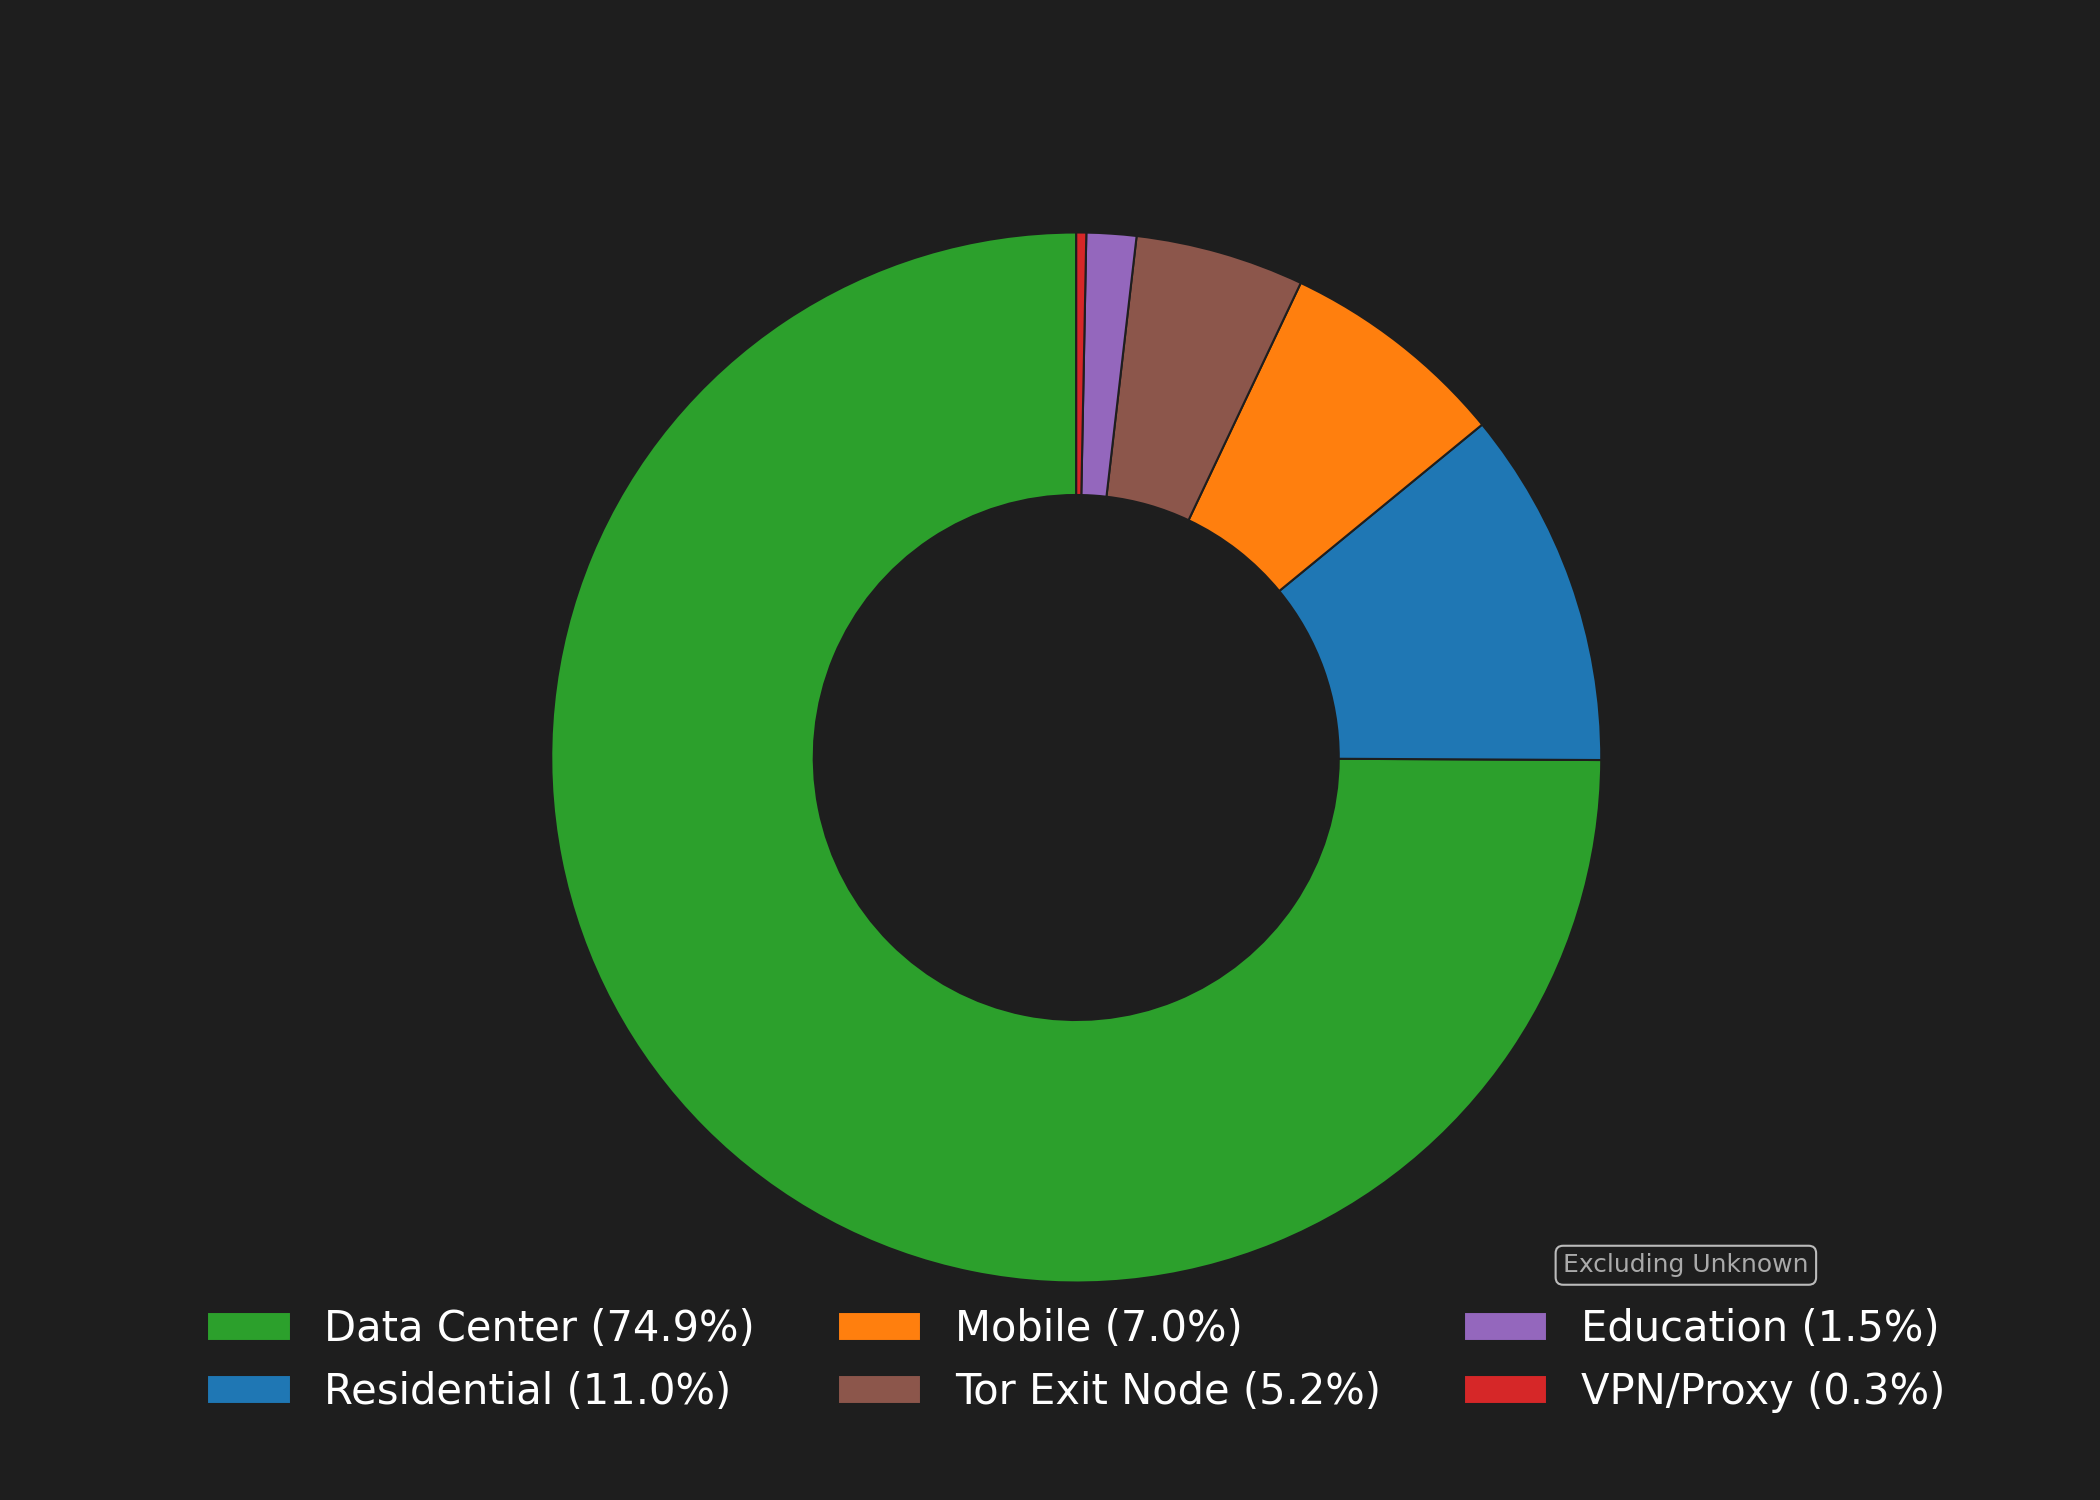 Excluding Unknown
Data Center (74.9%)
Residential (11.0%)
Mobile (7.0%)
Tor Exit Node (5.2%)
Education (1.5%)
VPN/Proxy (0.3%)